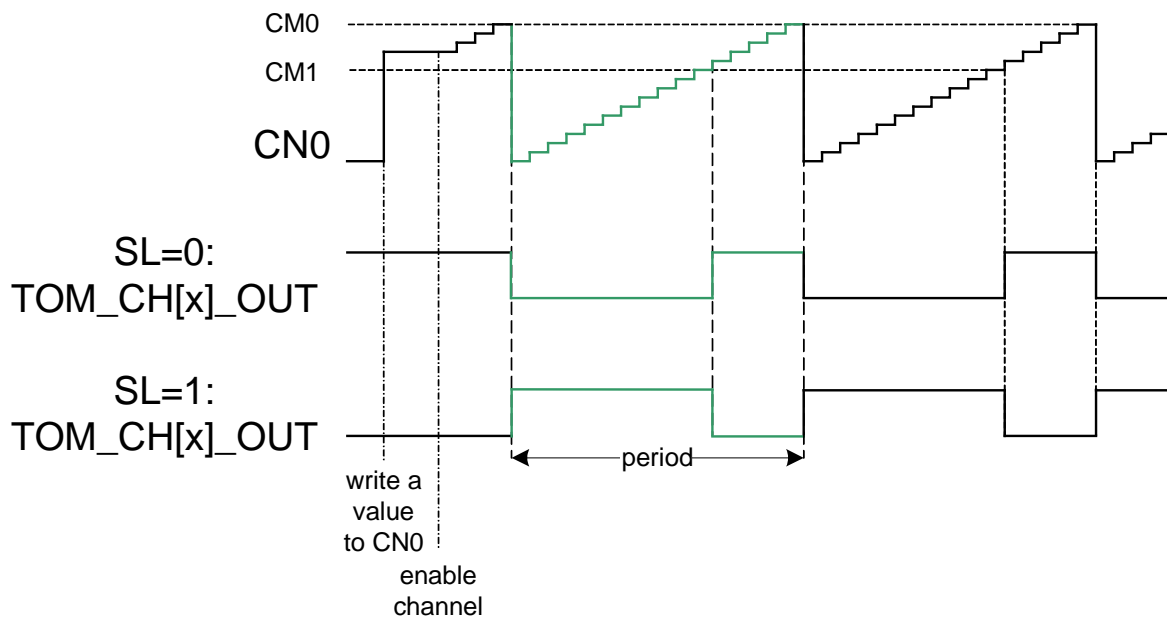 CM0
CM1
CN0
SL=0:
TOM_CH[x]_OUT
SL=1:
TOM_CH[x]_OUT
period
write a
value
to CN0
enable
channel